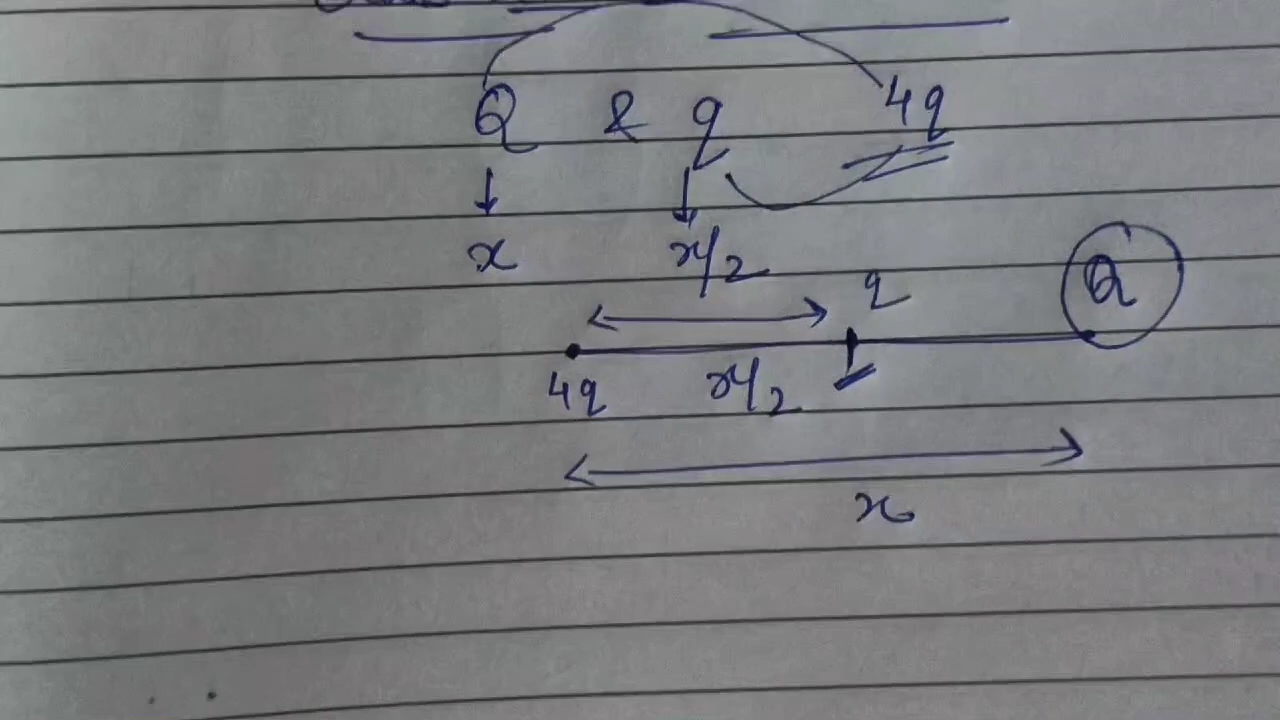 Q & q 4q
x x/2
q Q
4q x/2
x